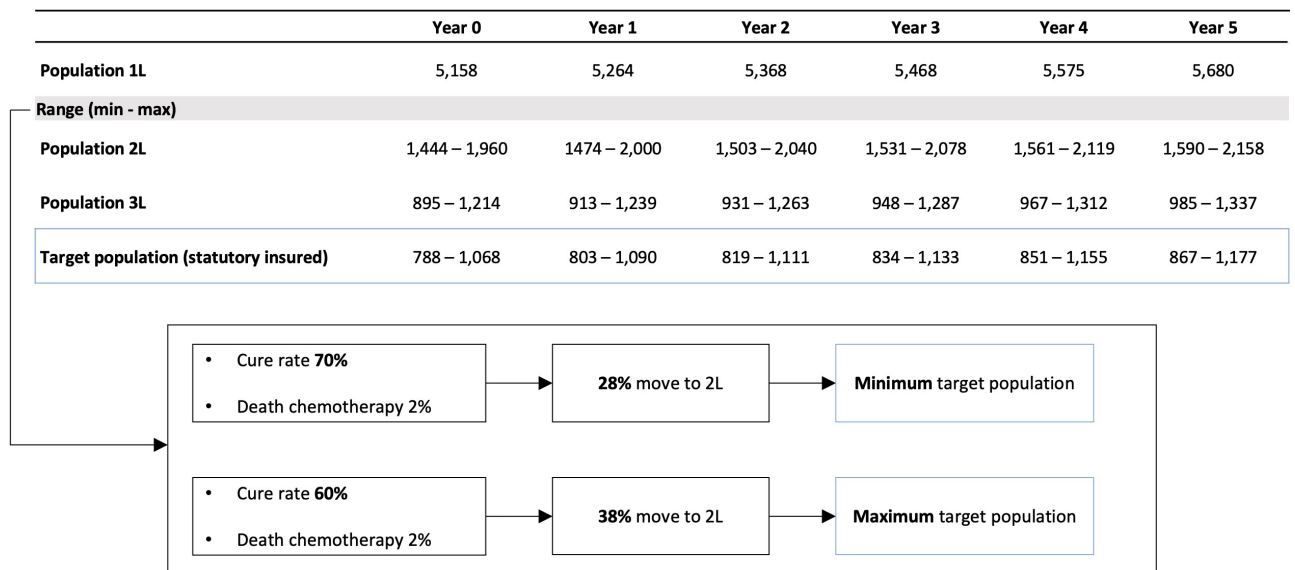 Year 0 Year 1 Year 2 Year 3 Year 4 Year 5
Population 1L 5,158 5,264 5,368 5,468 5,575 5,680
Range (min - max)
Population 2L 1,444 – 1,960 1474 – 2,000 1,503 – 2,040 1,531 – 2,078 1,561 – 2,119 1,590 – 2,158
Population 3L 895 – 1,214 913 – 1,239 931 – 1,263 948 – 1,287 967 – 1,312 985 – 1,337
Target population (statutory insured) 788 – 1,068 803 – 1,090 819 – 1,111 834 – 1,133 851 – 1,155 867 – 1,177
• Cure rate 70%
• Death chemotherapy 2%
28% move to 2L
Minimum target population
• Cure rate 60%
• Death chemotherapy 2%
38% move to 2L
Maximum target population